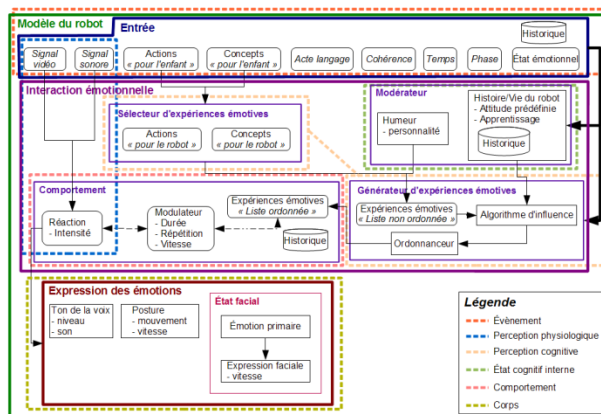 Modèle du robot
Entrée
Historique
Signal
vidéo
Signal
sonore
Actions
« pour l'enfant »
Concepts
« pour l'enfant »
Acte langage
Cohérence
Temps
Phase
État émotionnel
Interaction émotionnelle
Sélecteur d'expériences émotives
Actions
« pour le robot »
Concepts
« pour le robot »
Modérateur
Humeur
- personnalité
Histoire/Vie du robot
- Attitude prédéfinie
- Apprentissage
Historique
Comportement
Réaction
- Intensité
Modulateur
- Durée
- Répétition
- Vitesse
Expériences émotives
« Liste ordonnée »
Historique
Générateur d'expériences émotives
Expériences émotives
« Liste non ordonnée »
Algorithme d'influence
Ordonnanceur
Expression des émotions
Ton de la voix
- niveau
- son
Posture
- mouvement
- vitesse
État facial
Émotion primaire
Expression faciale
- vitesse
Légende
Évènement
Perception physiologique
Perception cognitive
État cognitif interne
Comportement
Corps